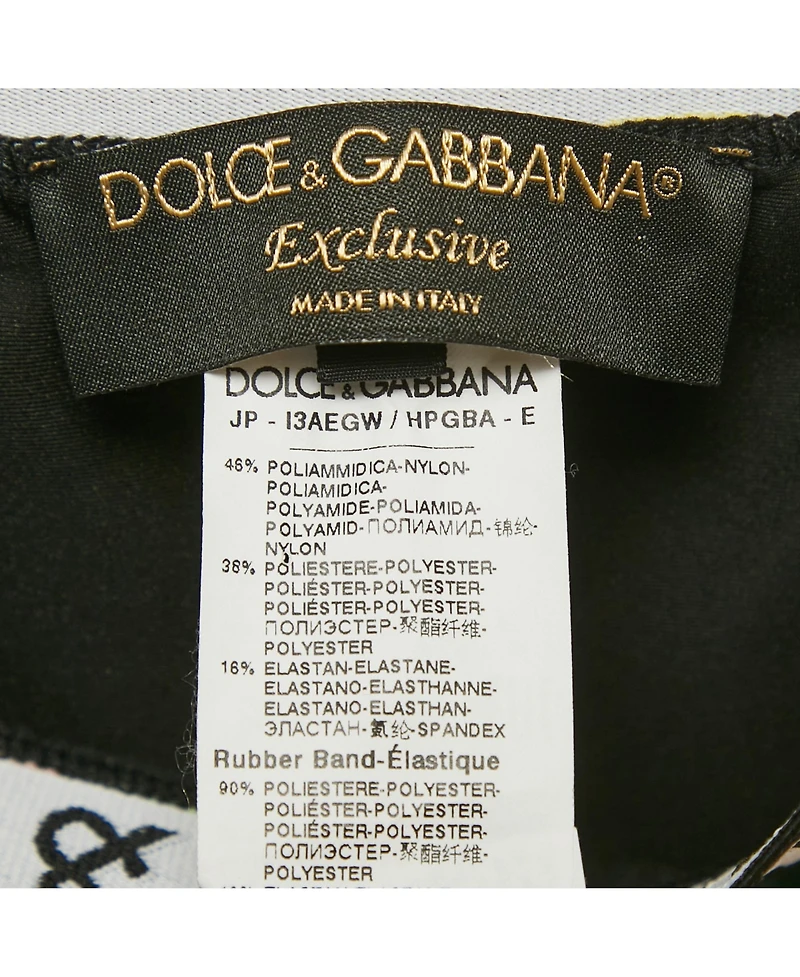 DOLCE & GABBANA®
Exclusive
MADE IN ITALY
DOLCE & GABBANA
JP - I3AEGW / HPGBA - E
46% POLIAMMIDICA-NYLON-
POLIAMIDICA-
POLYAMIDE-POLIAMIDA-
POLYAMID-ПОЛИАМИД-锦纶-
NYLON
38% POLIESTERE-POLYESTER-
POLIÉSTER-POLYESTER-
POLIÉSTER-POLYESTER-
ПОЛИЭСТЕР-聚酯纤维-
POLYESTER
16% ELASTAN-ELASTANE-
ELASTANO-ELASTHANNE-
ELASTANO-ELASTHAN-
ЭЛАСТАН-氨纶-SPANDEX
Rubber Band-Élastique
90% POLIESTERE-POLYESTER-
POLIÉSTER-POLYESTER-
POLIÉSTER-POLYESTER-
ПОЛИЭСТЕР-聚酯纤维-
POLYESTER
&